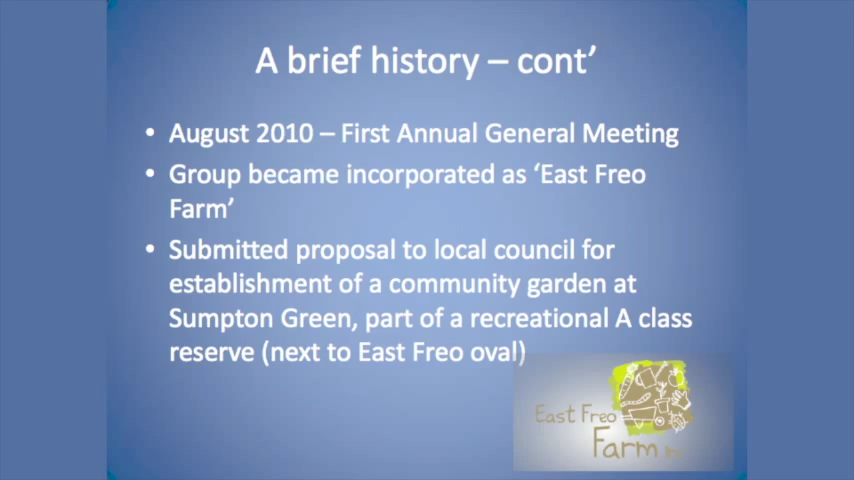 A brief history – cont’
• August 2010 – First Annual General Meeting
• Group became incorporated as ‘East Freo
Farm’
• Submitted proposal to local council for
establishment of a community garden at
Sumpton Green, part of a recreational A class
reserve (next to East Freo oval)
East Freo
Farm